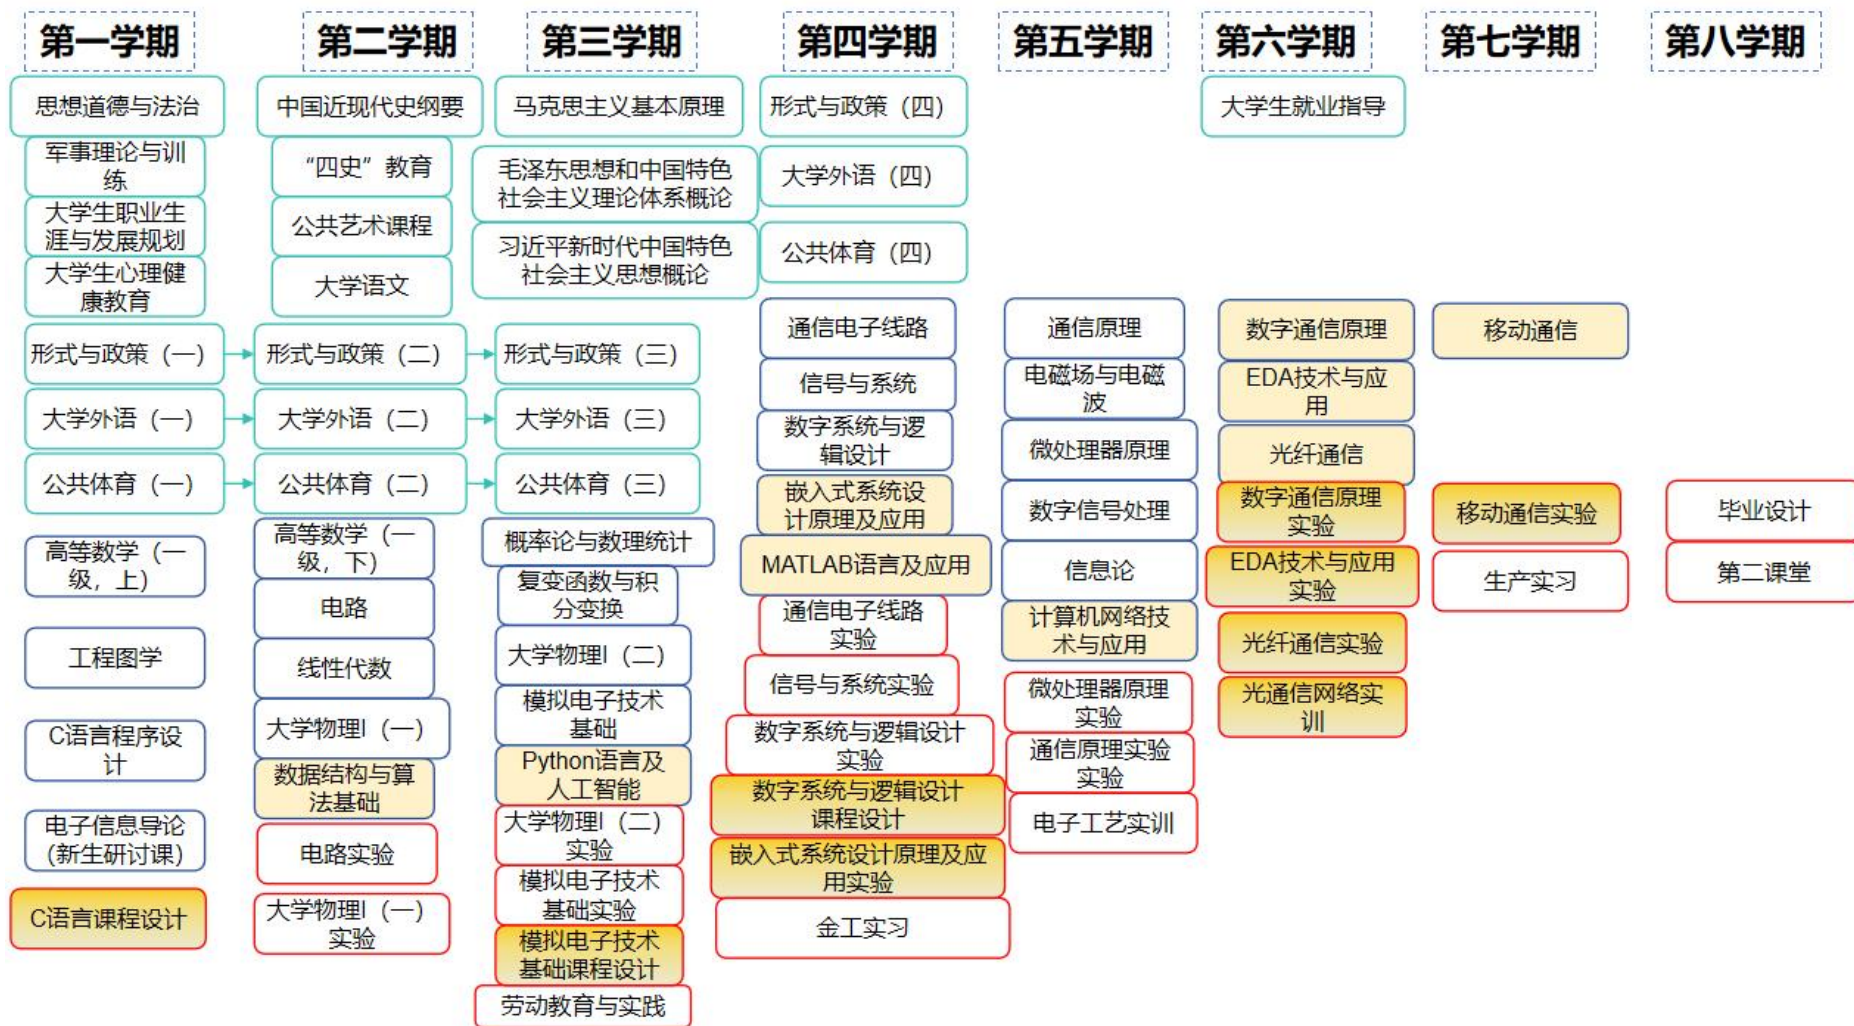 第一学期
第二学期
第三学期
第四学期
第五学期
第六学期
第七学期
第八学期
思想道德与法治
军事理论与训
练
大学生职业生
涯与发展规划
大学生心理健
康教育
形式与政策（一）
大学外语（一）
公共体育（一）
高等数学（一
级，上）
工程图学
C语言程序设
计
电子信息导论
（新生研讨课）
C语言课程设计
中国近现代史纲要
“四史”教育
公共艺术课程
大学语文
形式与政策（二）
大学外语（二）
公共体育（二）
高等数学（一
级，下）
电路
线性代数
大学物理I（一）
数据结构与算
法基础
电路实验
大学物理I（一）
实验
马克思主义基本原理
毛泽东思想和中国特色
社会主义理论体系概论
习近平新时代中国特色
社会主义思想概论
形式与政策（三）
大学外语（三）
公共体育（三）
概率论与数理统计
复变函数与积
分变换
大学物理I（二）
模拟电子技术
基础
Python语言及
人工智能
大学物理I（二）
实验
模拟电子技术
基础实验
模拟电子技术
基础课程设计
劳动教育与实践
形式与政策（四）
大学外语（四）
公共体育（四）
通信电子线路
信号与系统
数字系统与逻
辑设计
嵌入式系统设
计原理及应用
MATLAB语言及应用
通信电子线路
实验
信号与系统实验
数字系统与逻辑设计
实验
数字系统与逻辑设计
课程设计
嵌入式系统设计原理及应
用实验
金工实习
通信原理
电磁场与电磁
波
微处理器原理
数字信号处理
信息论
计算机网络技
术与应用
微处理器原理
实验
通信原理实验
实验
电子工艺实训
大学生就业指导
数字通信原理
EDA技术与应
用
光纤通信
数字通信原理
实验
EDA技术与应用
实验
光纤通信实验
光通信网络实
训
移动通信
移动通信实验
生产实习
毕业设计
第二课堂